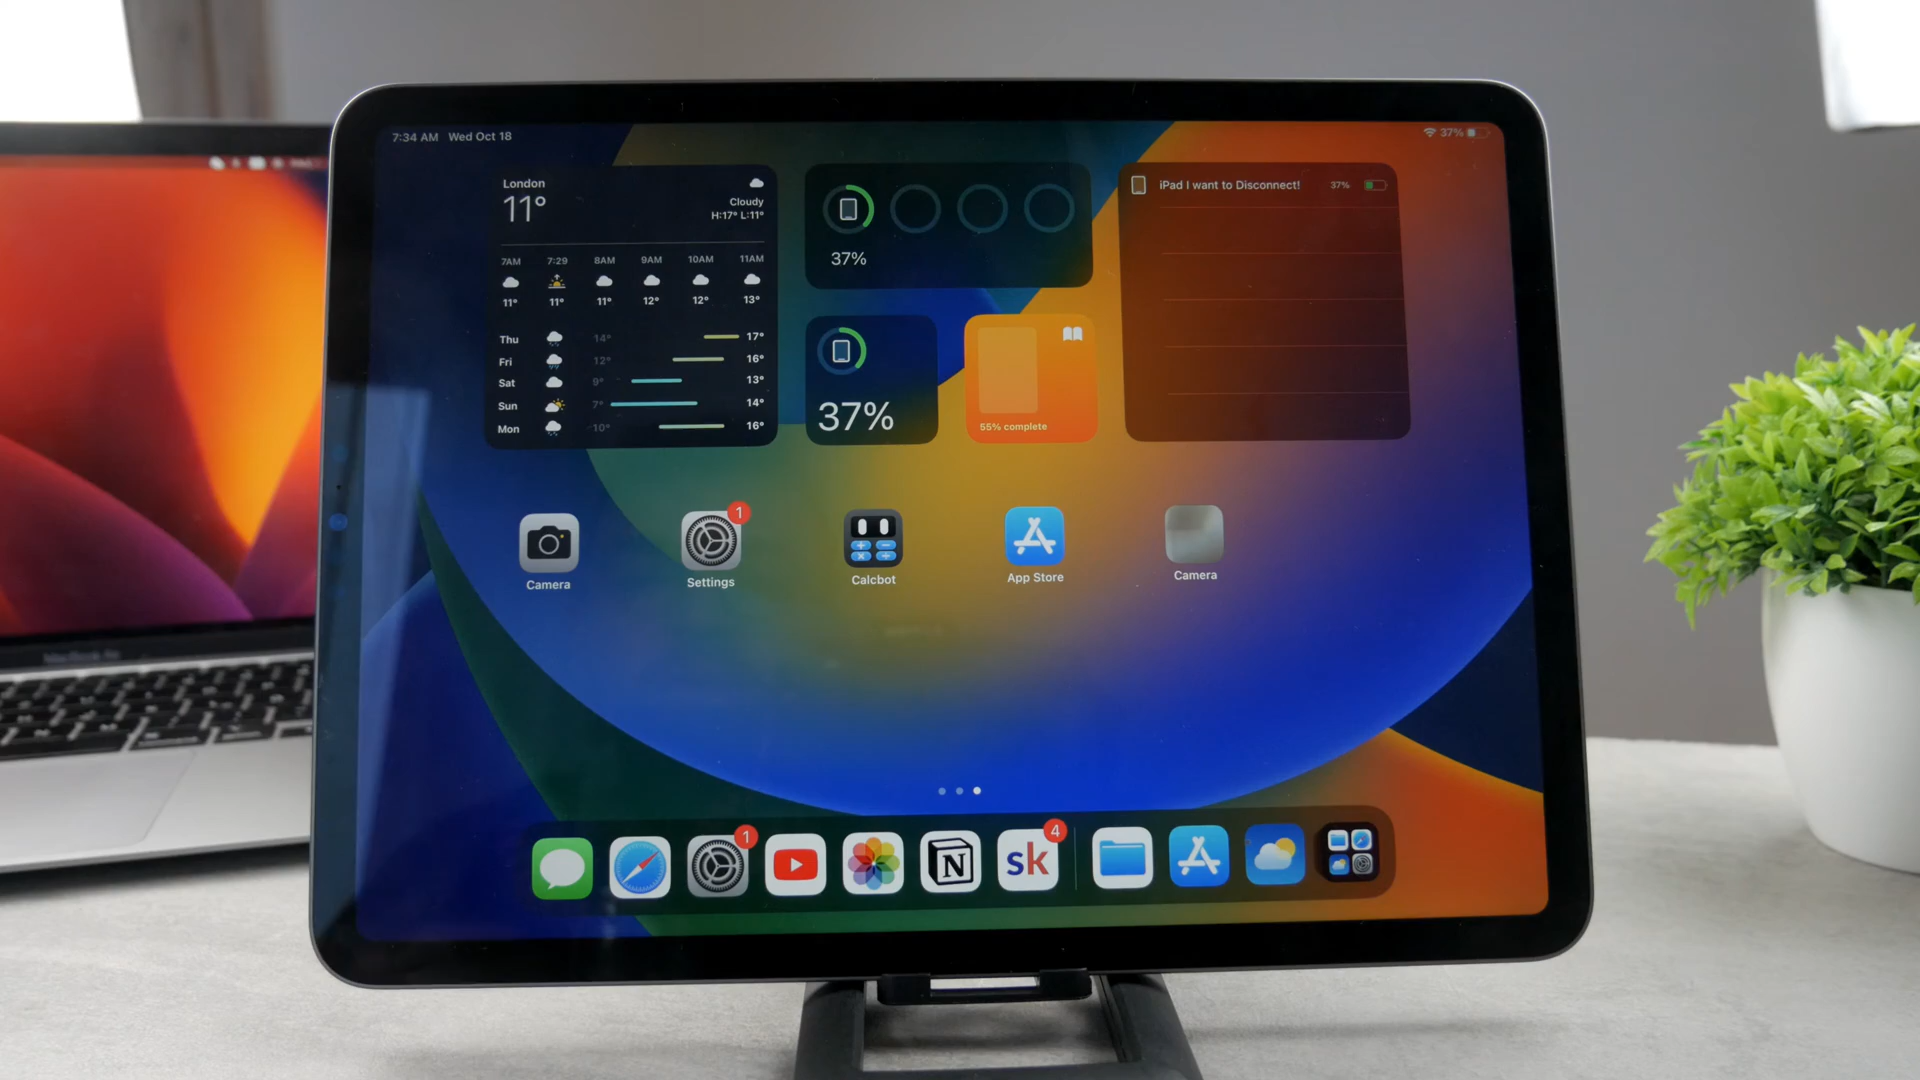 7:34 AM Wed Oct 18
37%
London
11°
Cloudy
H:17° L:11°
7AM 7:29 8AM 9AM 10AM 11AM
11° 11° 11° 12° 12° 13°
Thu 14° 17°
Fri 12° 16°
Sat 9° 13°
Sun 7° 14°
Mon 10° 16°
37%
37%
55% complete
iPad I want to Disconnect! 37%
Camera
1
Settings
Calcbot
App Store
Camera
1
N
sk
4